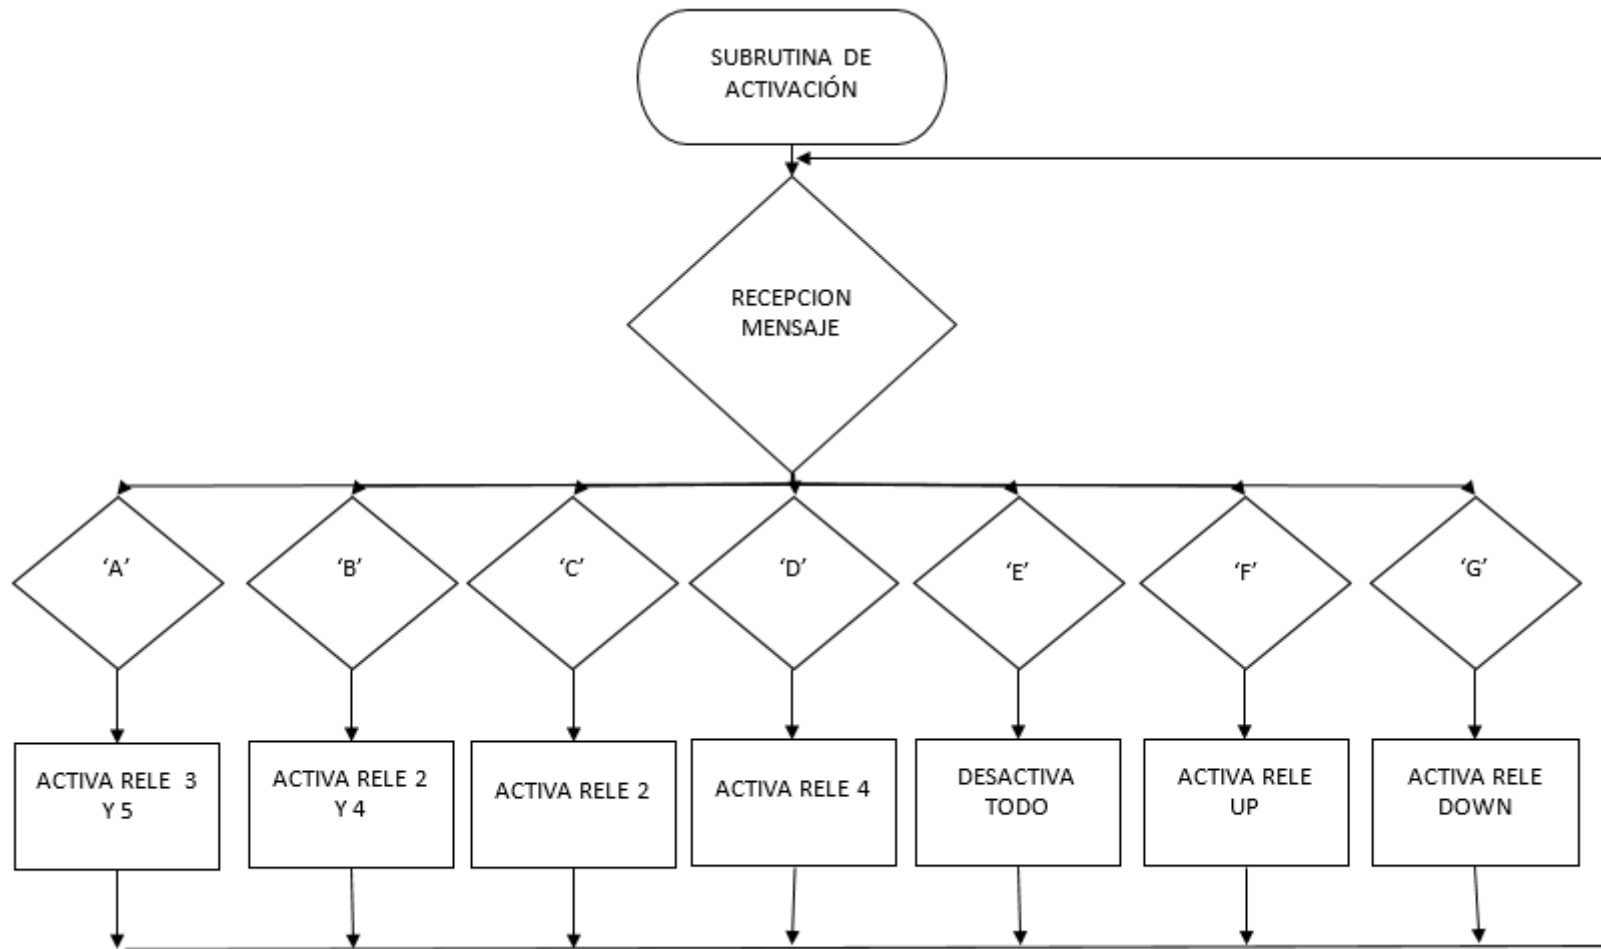 SUBRUTINA DE
ACTIVACIÓN
RECEPCION
MENSAJE
‘A’
‘B’
‘C’
‘D’
‘E’
‘F’
‘G’
ACTIVA RELE 3
Y 5
ACTIVA RELE 2
Y 4
ACTIVA RELE 2
ACTIVA RELE 4
DESACTIVA
TODO
ACTIVA RELE
UP
ACTIVA RELE
DOWN